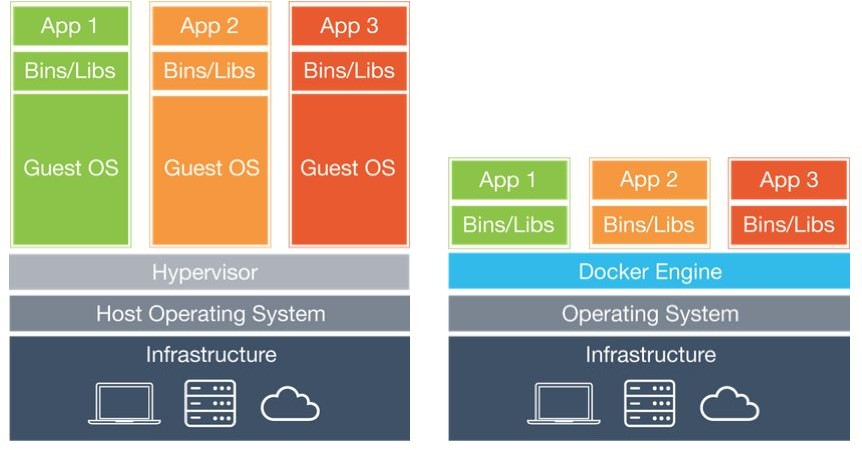 App 1
App 2
App 3
Bins/Libs
Bins/Libs
Bins/Libs
Guest OS
Guest OS
Guest OS
Hypervisor
Host Operating System
Infrastructure
App 1
App 2
App 3
Bins/Libs
Bins/Libs
Bins/Libs
Docker Engine
Operating System
Infrastructure